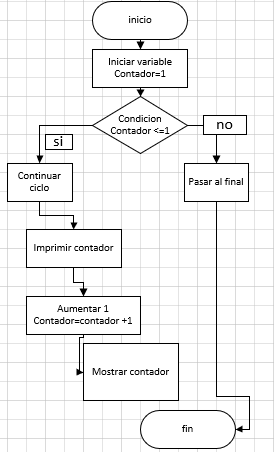 inicio
Iniciar variable
Contador=1
Condicion
Contador <=1
si
no
Continuar
ciclo
Pasar al final
Imprimir contador
Aumentar 1
Contador=contador +1
Mostrar contador
fin